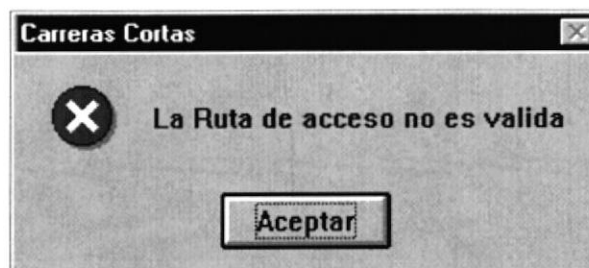 Carreras Cortas
La Ruta de acceso no es valida
Aceptar